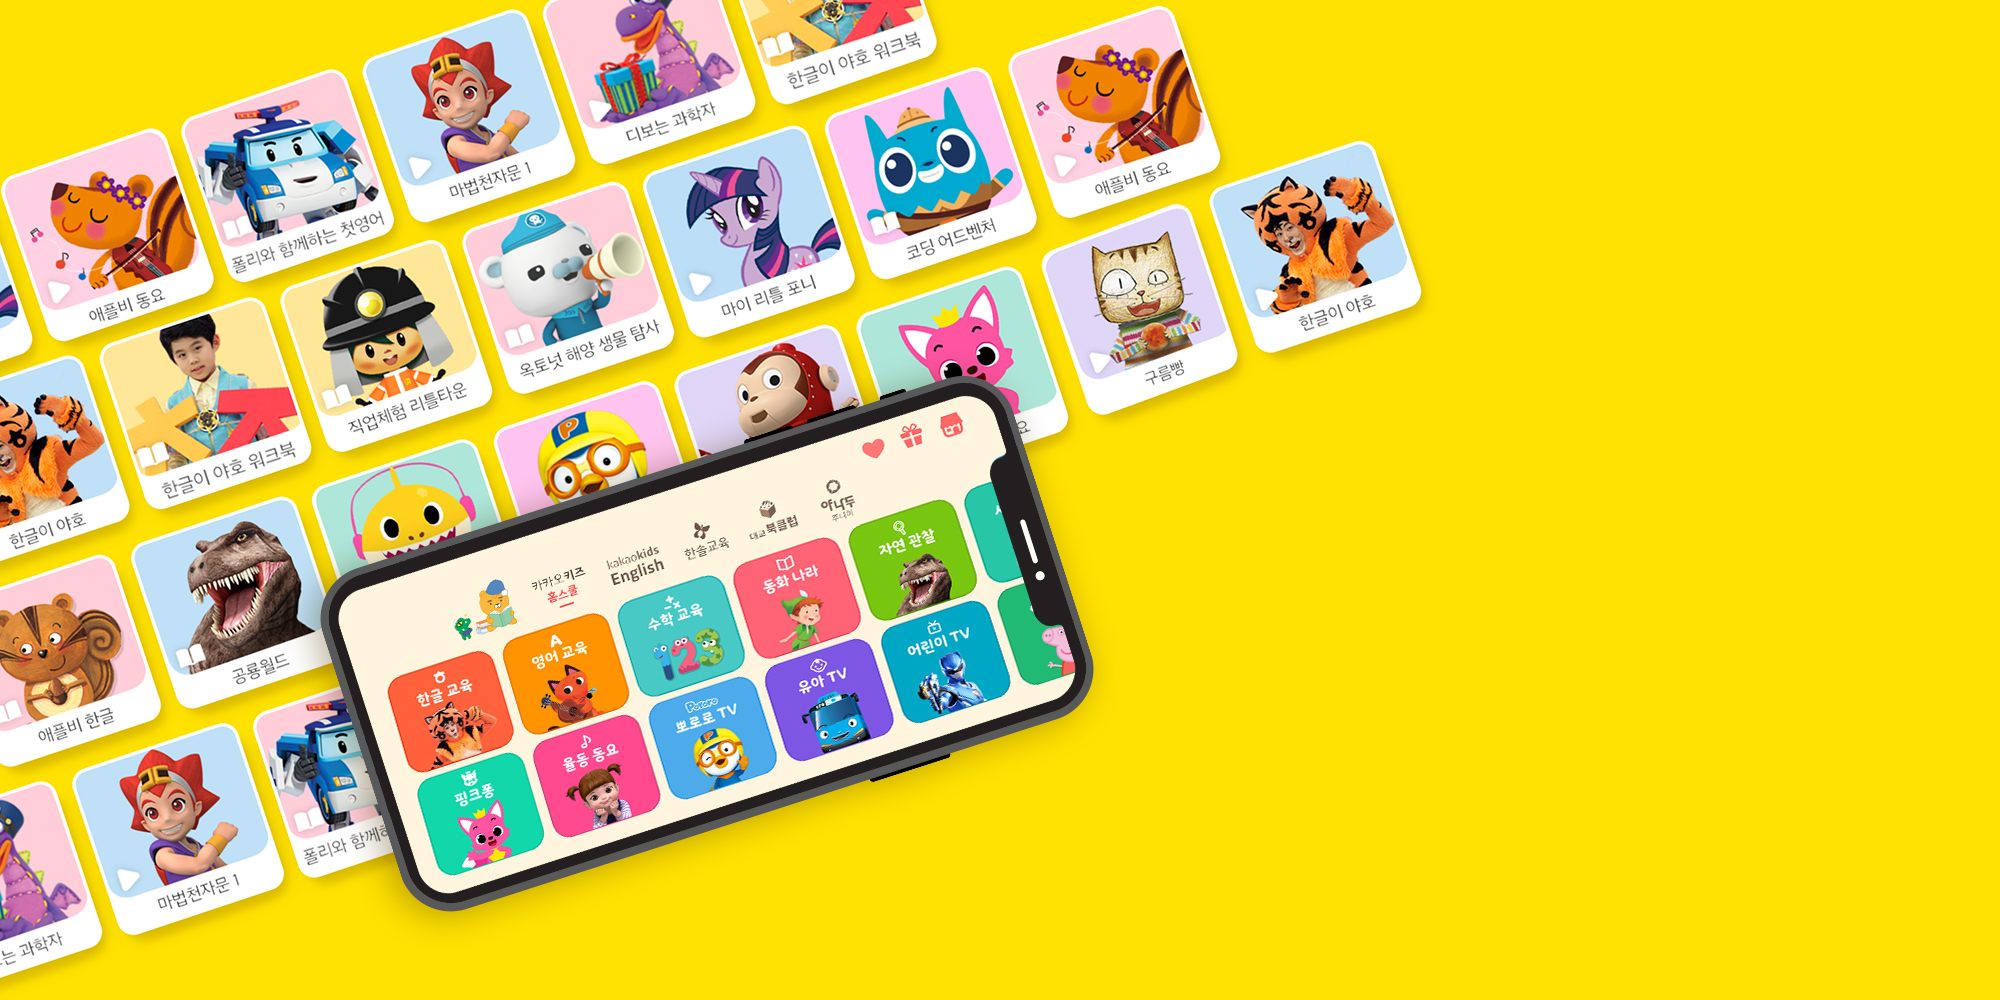 한글이 야호 워크북
디보는 과학자
마법천자문 1
폴리와 함께하는 첫영어
애플비 동요
애플비 동요
코딩 어드벤처
마이 리틀 포니
옥토넛 해양 생물 탐사
직업체험 리틀타운
한글이 야호 워크북
한글이 야호
한글이 야호
구름빵
요
P
공룡월드
애플비 한글
폴리와 함께하
마법천자문 1
는 과학자
카카오키즈
홈스쿨
kakaokids
English
한솔교육
대교북클럽
야나두
주니어
한글 교육
A
영어 교육
수학 교육
123
동화 나라
자연 관찰
핑크퐁
율동 동요
Pororo
뽀로로 TV
P
유아 TV
어린이 TV